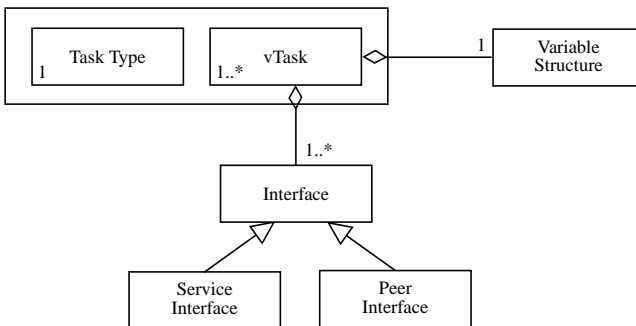 Task Type
1
vTask
1..*
1
Variable
Structure
1..*
Interface
Service
Interface
Peer
Interface